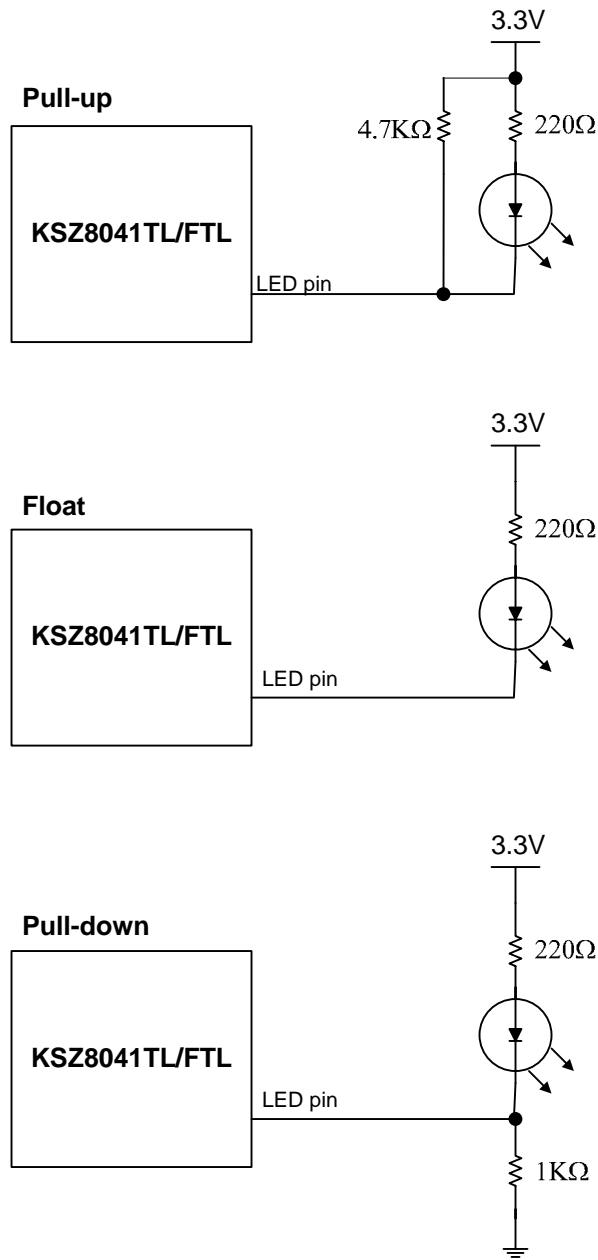 3.3V
Pull-up
4.7KΩ
220Ω
KSZ8041TL/FTL
LED pin
3.3V
Float
220Ω
KSZ8041TL/FTL
LED pin
3.3V
Pull-down
220Ω
KSZ8041TL/FTL
LED pin
1KΩ